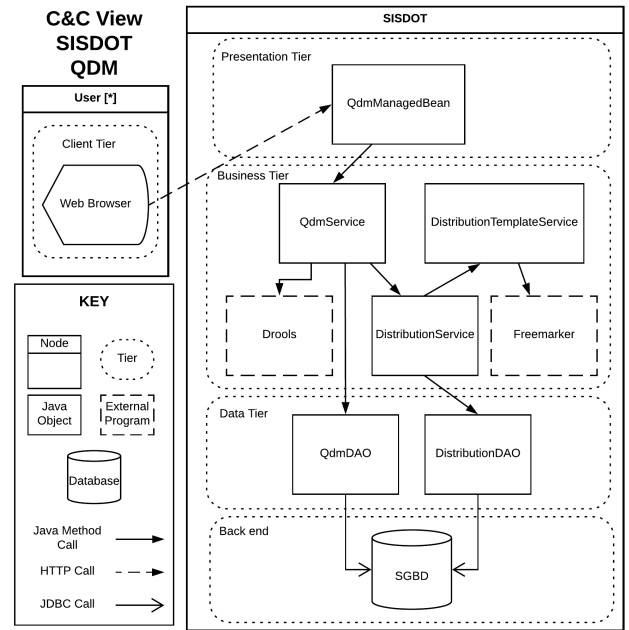 C&C View
SISDOT
QDM
User [*]
Client Tier
Web Browser
KEY
Node
Tier
Java
Object
External
Program
Database
Java Method
Call
HTTP Call
JDBC Call
SISDOT
Presentation Tier
QdmManagedBean
Business Tier
QdmService
DistributionTemplateService
Drools
DistributionService
Freemarker
Data Tier
QdmDAO
DistributionDAO
Back end
SGBD